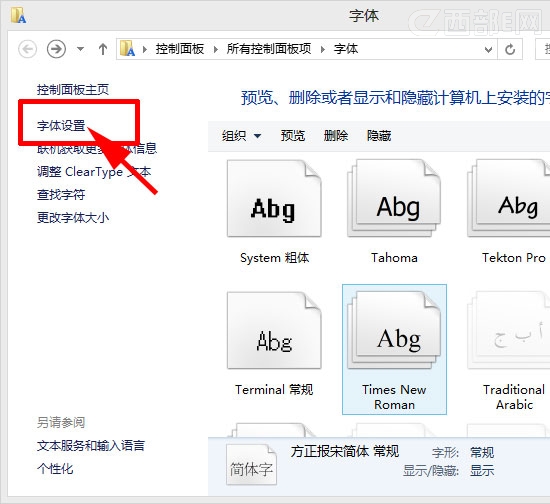 字体
西部E网
控制面板 所有控制面板项 字体
控制面板主页
字体设置
联机获取更多字体信息
调整 ClearType 文本
查找字符
更改字体大小
另请参阅
文本服务和输入语言
个性化
预览、删除或者显示和隐藏计算机上安装的字
组织 预览 删除 隐藏
Abg Abg Abg
System 粗体 Tahoma Tekton Pro
Abg Abg أ ب ج
Terminal 常规 Times New Roman Traditional Arabic
简体字
方正报宋简体 常规 字形: 常规
显示/隐藏: 显示